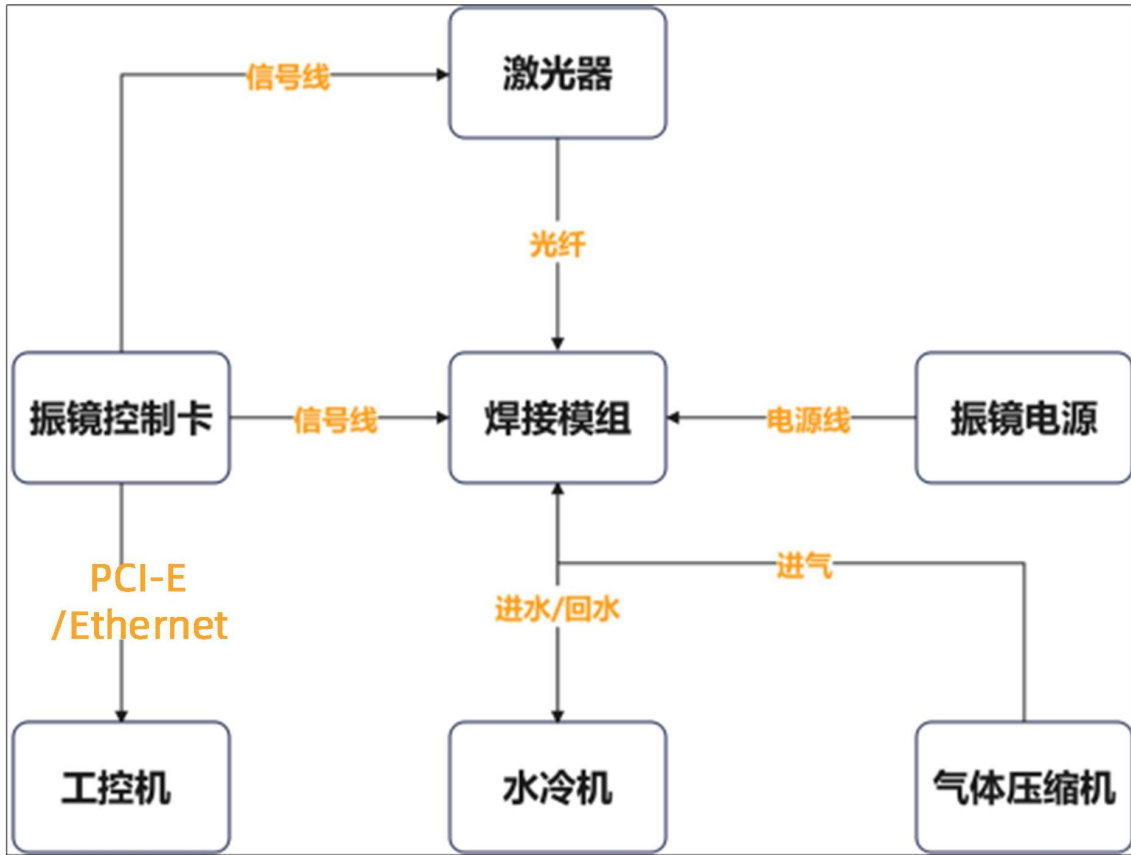 激光器
信号线
光纤
振镜控制卡
信号线
焊接模组
电源线
振镜电源
PCI-E
/Ethernet
进气
进水/回水
工控机
水冷机
气体压缩机